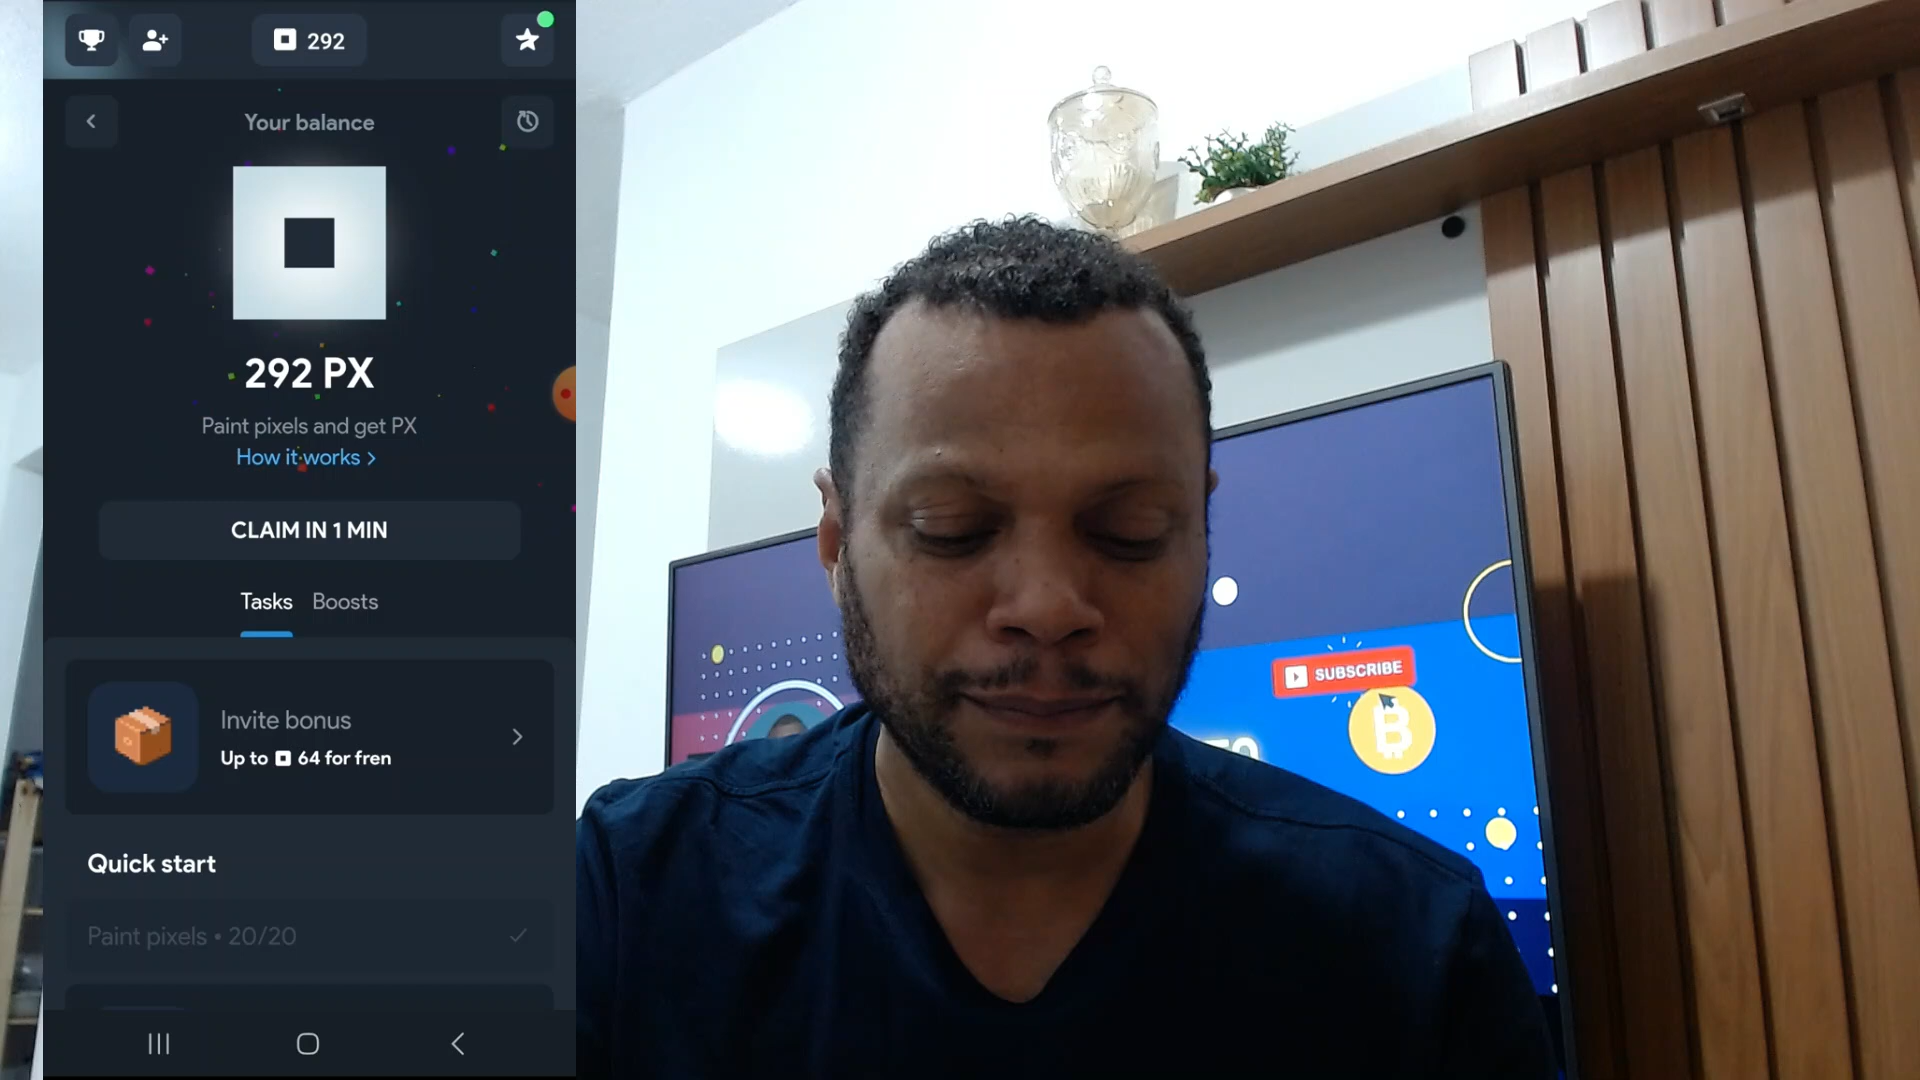 292
Your balance
292 PX
Paint pixels and get PX
How it works >
CLAIM IN 1 MIN
Tasks Boosts
Invite bonus
Up to 64 for fren
Quick start
Paint pixels • 20/20
SUBSCRIBE